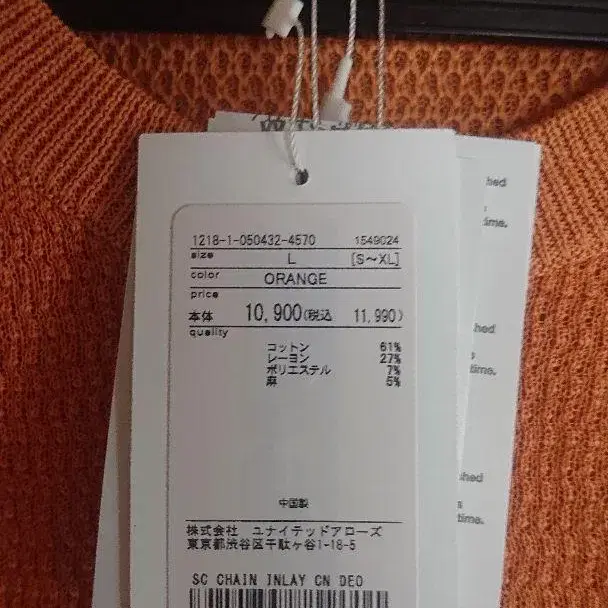 1218-1-050432-4570 1549024
size L [S～XL]
color ORANGE
price
本体 10,900(税込 11,990)
quality
コットン 61%
レーヨン 27%
ポリエステル 7%
麻 5%
中国製
株式会社 ユナイテッドアローズ
東京都渋谷区千駄ヶ谷1-18-5
SC CHAIN INLAY CN DEO
hed
time.
hed
time.
hed
time.